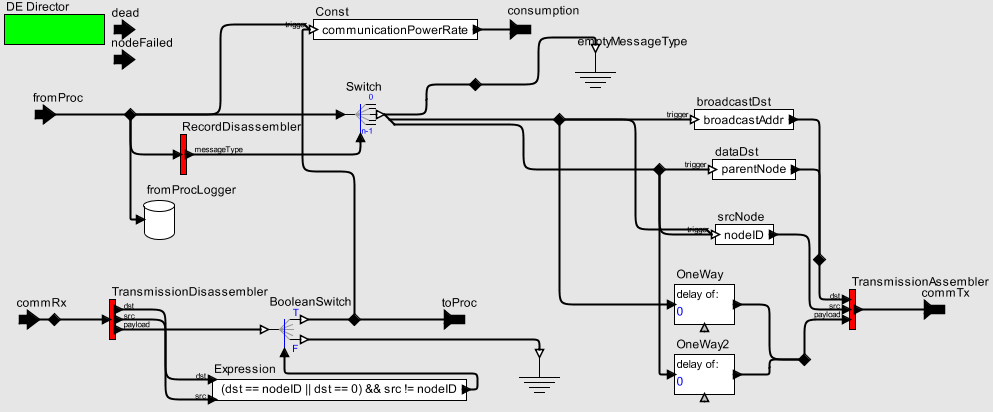 DE Director
dead
nodeFailed
Const
trigger
communicationPowerRate
consumption
emptyMessageType
fromProc
Switch
0
n-1
RecordDisassembler
messageType
fromProcLogger
broadcastDst
trigger
broadcastAddr
dataDst
trigger
parentNode
srcNode
trigger
nodeID
OneWay
delay of:
0
OneWay2
delay of:
0
TransmissionAssembler
dst
src
payload
commTx
commRx
TransmissionDisassembler
dst
src
payload
BooleanSwitch
T
F
toProc
Expression
dst
src
(dst == nodeID || dst == 0) && src != nodeID